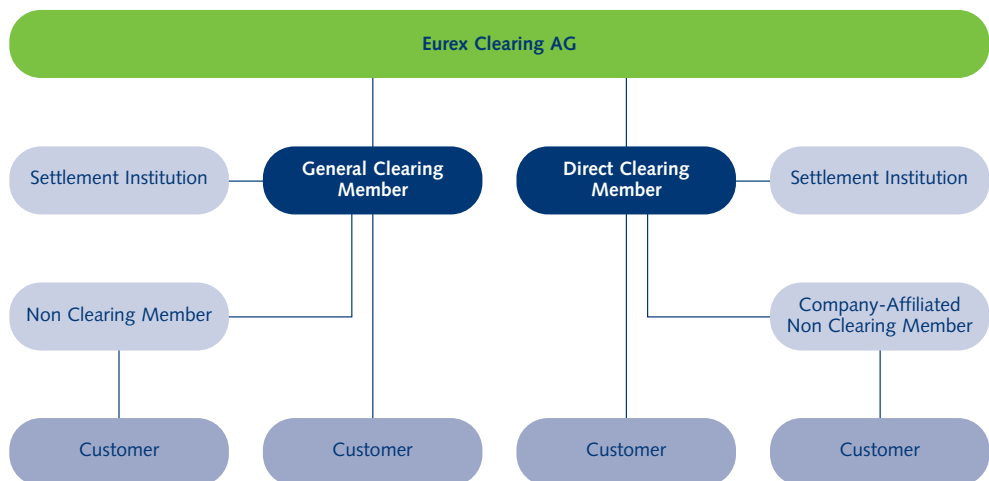 Eurex Clearing AG
Settlement Institution
General Clearing
Member
Direct Clearing
Member
Settlement Institution
Non Clearing Member
Company-Affiliated
Non Clearing Member
Customer
Customer
Customer
Customer